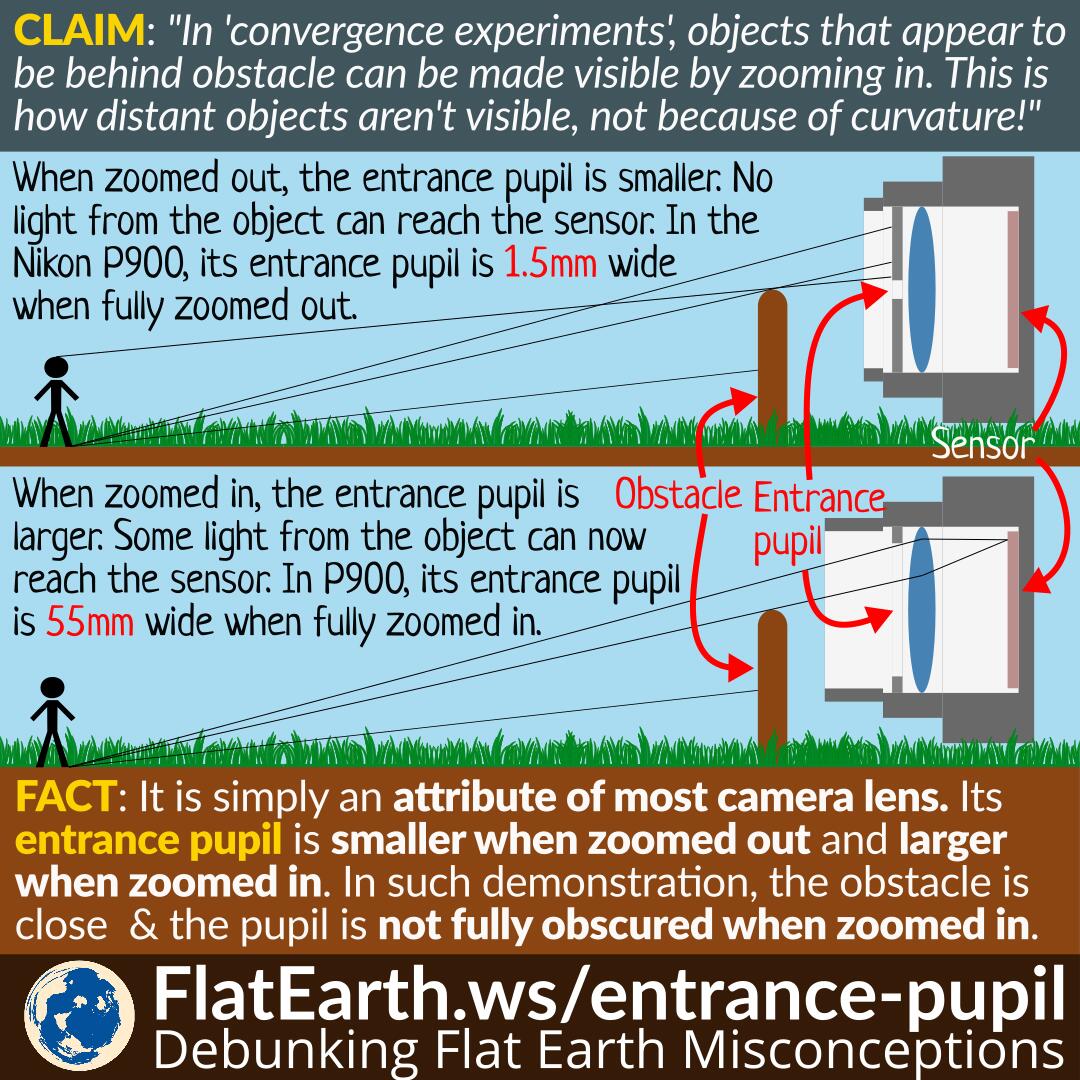 CLAIM: "In 'convergence experiments', objects that appear to
be behind obstacle can be made visible by zooming in. This is
how distant objects aren't visible, not because of curvature!"
When zoomed out, the entrance pupil is smaller. No
light from the object can reach the sensor. In the
Nikon P900, its entrance pupil is 1.5mm wide
when fully zoomed out.
Sensor
When zoomed in, the entrance pupil is
larger. Some light from the object can now
reach the sensor. In P900, its entrance pupil
is 55mm wide when fully zoomed in.
Obstacle
Entrance
pupil
FACT: It is simply an attribute of most camera lens. Its
entrance pupil is smaller when zoomed out and larger
when zoomed in. In such demonstration, the obstacle is
close & the pupil is not fully obscured when zoomed in.
FlatEarth.ws/entrance-pupil
Debunking Flat Earth Misconceptions